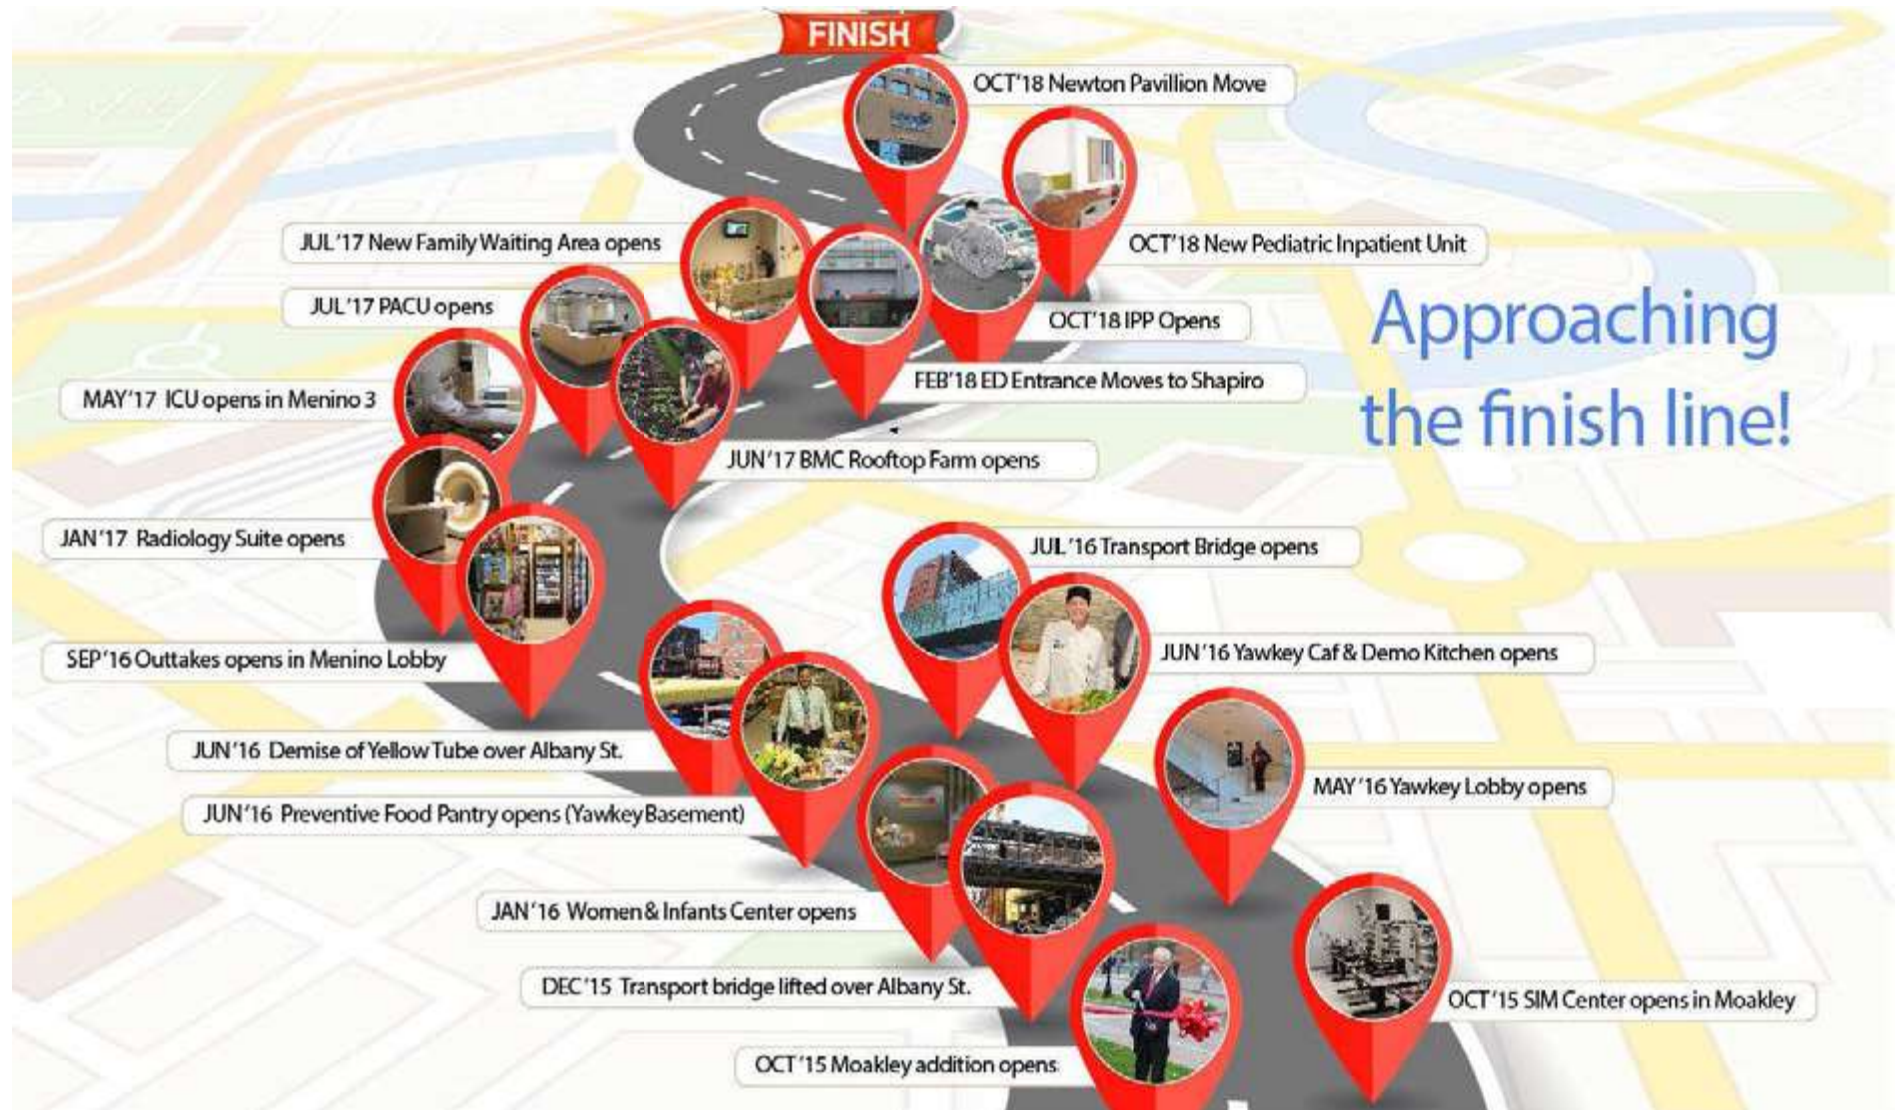 FINISH
OCT'18 Newton Pavillion Move
JUL'17 New Family Waiting Area opens
OCT'18 New Pediatric Inpatient Unit
JUL'17 PACU opens
OCT'18 IPP Opens
Approaching
the finish line!
MAY'17 ICU opens in Menino 3
FEB'18 ED Entrance Moves to Shapiro
JUN'17 BMC Rooftop Farm opens
JAN'17 Radiology Suite opens
JUL'16 Transport Bridge opens
SEP'16 Outtakes opens in Menino Lobby
JUN'16 Yawkey Caf & Demo Kitchen opens
JUN'16 Demise of Yellow Tube over Albany St.
MAY'16 Yawkey Lobby opens
JUN'16 Preventive Food Pantry opens (Yawkey Basement)
JAN'16 Women & Infants Center opens
DEC'15 Transport bridge lifted over Albany St.
OCT'15 SIM Center opens in Moakley
OCT'15 Moakley addition opens